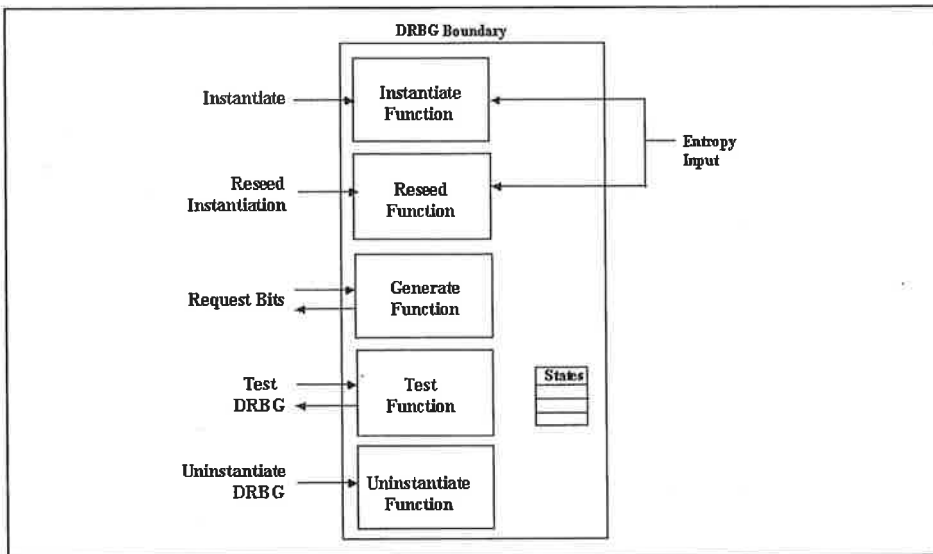 DRBG Boundary
Instantiate
Instantiate
Function
Entropy
Input
Reseed
Instantiation
Reseed
Function
Request Bits
Generate
Function
States
Test
DRBG
Test
Function
Uninstantiate
DRBG
Uninstantiate
Function